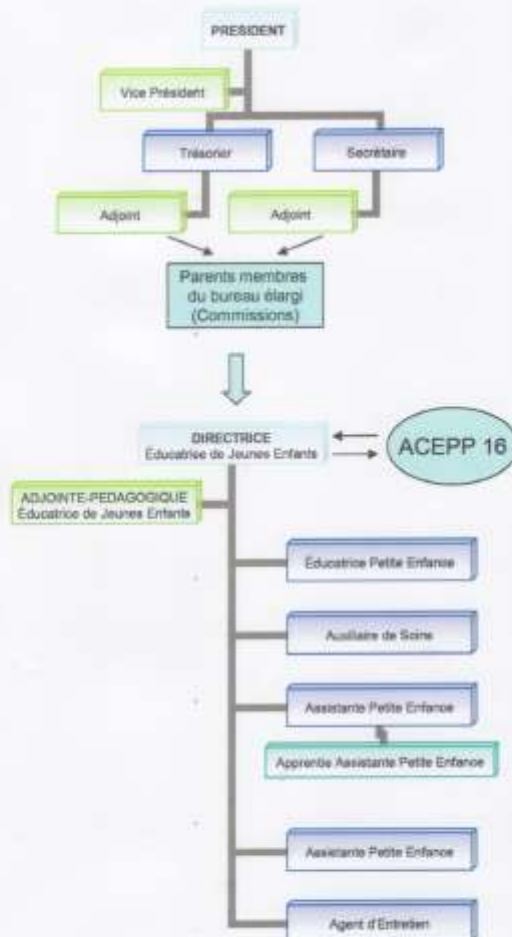 PRESIDENT
Vice Président
Trésorier
Secrétaire
Adjoint
Adjoint
Parents membres
du bureau élargi
(Commissions)
DIRECTRICE
Éducatrise de Jeunes Enfants
ACEPP 16
ADJOINTE-PEDAGOGIQUE
Éducatrice de Jeunes Enfants
Éducatrice Petite Enfance
Auxiliaire de Soins
Assistante Petite Enfance
Apprentie Assistante Petite Enfance
Assistante Petite Enfance
Agent d'Entretien